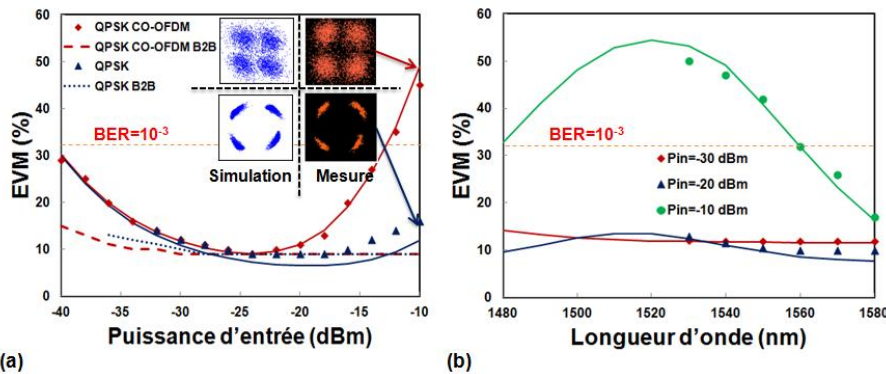 60
50
40
30
20
10
0
EVM (%)
QPSK CO-OFDM
QPSK CO-OFDM B2B
QPSK
QPSK B2B
BER=10-3
Simulation
Mesure
-40
-35
-30
-25
-20
-15
-10
Puissance d'entrée (dBm)
(a)
60
50
40
30
20
10
0
EVM (%)
BER=10-3
Pin=-30 dBm
Pin=-20 dBm
Pin=-10 dBm
1480
1500
1520
1540
1560
1580
Longueur d'onde (nm)
(b)